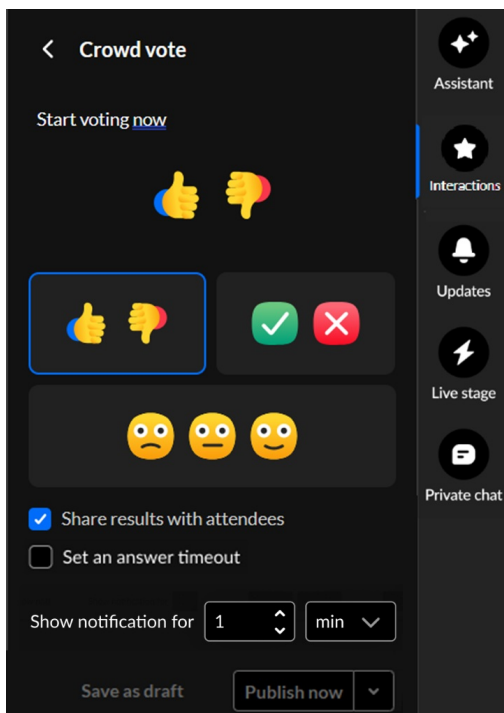 Crowd vote
Start voting now
Share results with attendees
Set an answer timeout
Show notification for 1 min
Save as draft Publish now
Assistant
Interactions
Updates
Live stage
Private chat